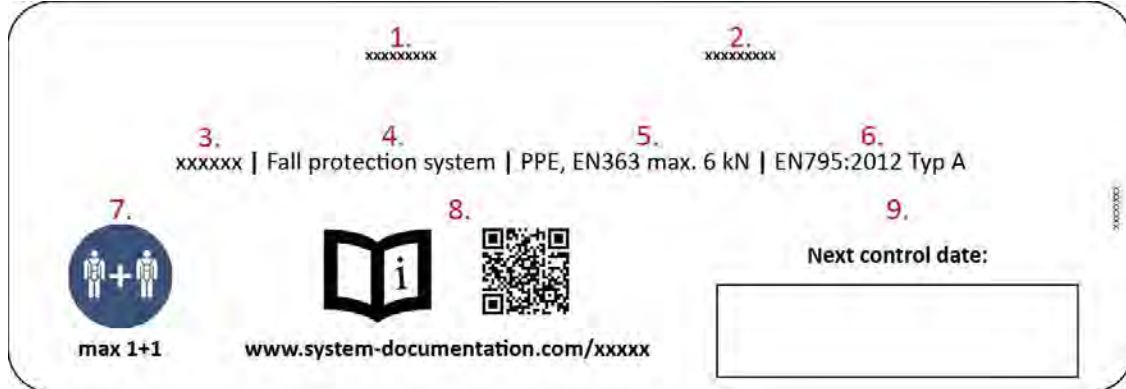 1.
xxxxxxxxx
2.
xxxxxxxxx
3.
4.
5.
6.
xxxxxx | Fall protection system | PPE, EN363 max. 6 kN | EN795:2012 Typ A
7.
max 1+1
8.
i
www.system-documentation.com/xxxxx
9.
Next control date:
xxxxxxxx